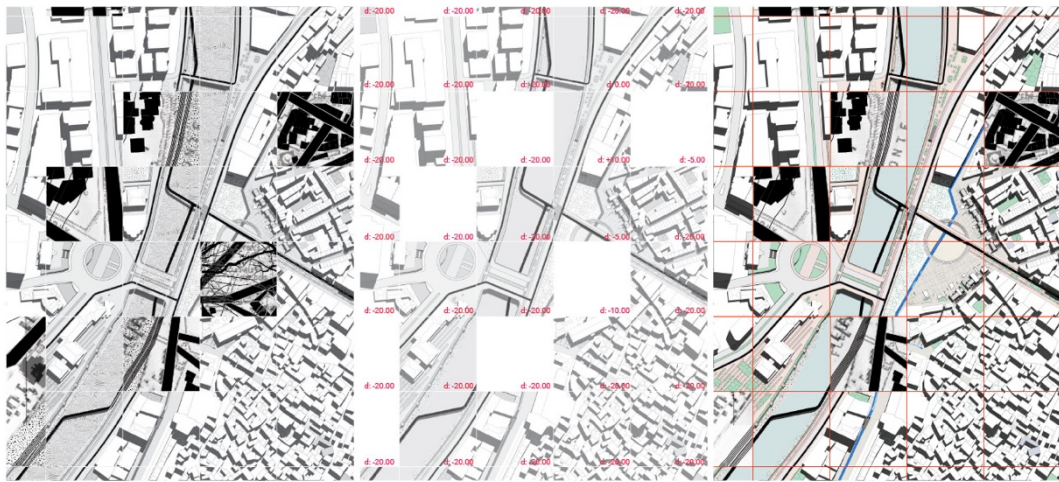 d: -20.00 d: -20.00 d: -20.00 d: -20.00 d: -20.00
d: -20.00 d: -20.00 d: -20.00 d: +0.00 d: -20.00
d: -20.00 d: -20.00 d: -20.00 d: +10.00 d: -5.00
d: -20.00 d: -20.00 d: -20.00 d: -5.00 d: -20.00
d: -20.00 d: -20.00 d: -20.00 d: -10.00 d: -20.00
d: -20.00 d: -20.00 d: -20.00 d: -20.00 d: -20.00
d: -20.00 d: -20.00 d: -20.00 d: -20.00 d: -20.00
ONTE